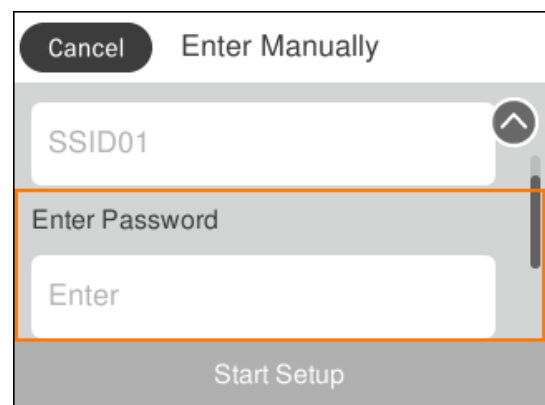 Cancel Enter Manually
SSID01
Enter Password
Enter
Start Setup